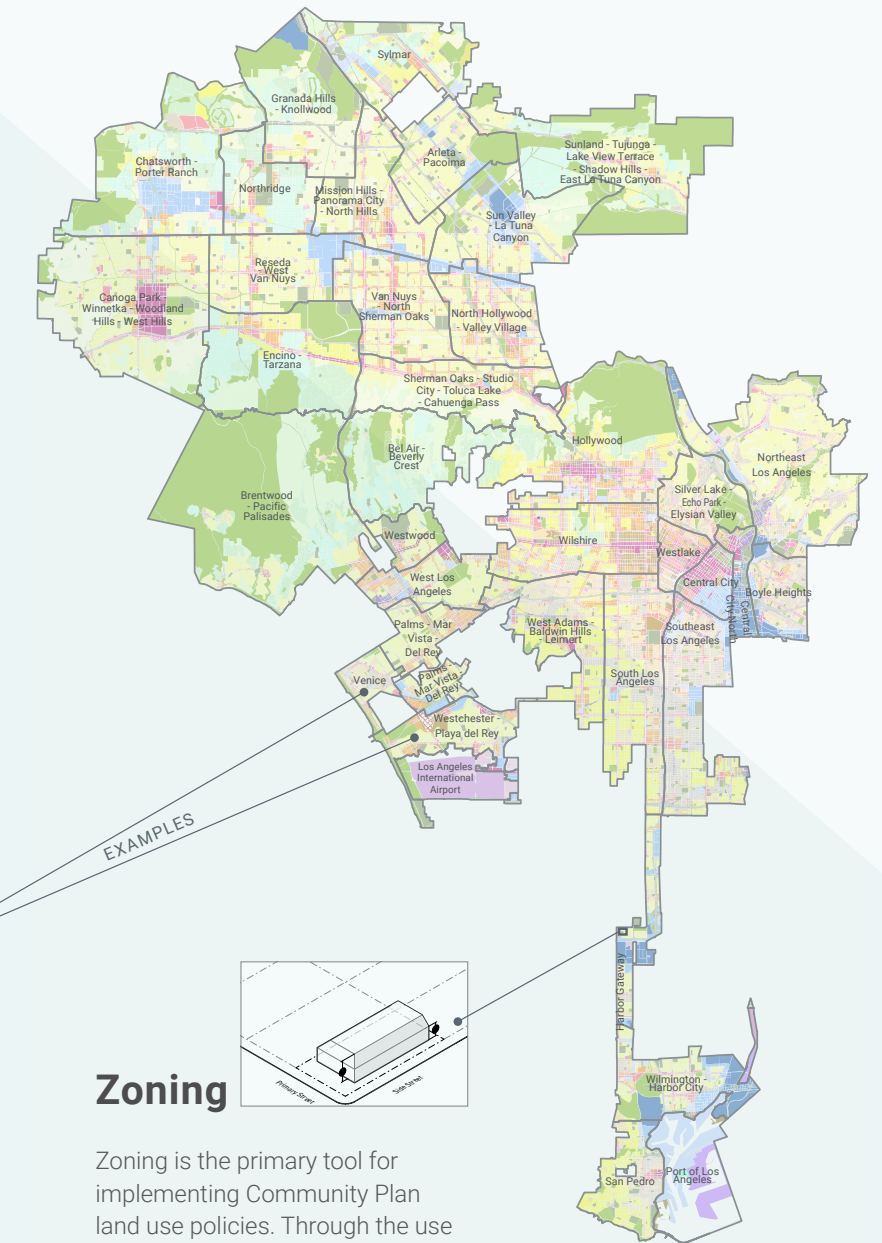 Sylmar
Granada Hills
- Knollwood
Arleta -
Pacoima
Sunland - Tujunga -
Lake View Terrace
- Shadow Hills -
East La Tuna Canyon
Chatsworth -
Porter Ranch
Northridge
Mission Hills -
Panorama City
- North Hills
Sun Valley
- La Tuna
Canyon
Reseda
- West
Van Nuys
Canoga Park -
Winnetka - Woodland
Hills - West Hills
Van Nuys
- North
Sherman Oaks
North Hollywood
- Valley Village
Encino -
Tarzana
Sherman Oaks - Studio
City - Toluca Lake
- Cahuenga Pass
Hollywood
Bel Air -
Beverly
Crest
Northeast
Los Angeles
Brentwood
- Pacific
Palisades
Silver Lake -
Echo Park -
Elysian Valley
Westwood
Wilshire
Westlake
West Los
Angeles
Central City
Central
City North
Boyle Heights
Palms - Mar
Vista -
Del Rey
West Adams -
Baldwin Hills
- Leimert
Southeast
Los Angeles
South Los
Angeles
Venice
Palms -
Mar Vista -
Del Rey
Westchester -
Playa del Rey
Los Angeles
International
Airport
EXAMPLES
Harbor Gateway
Primary Street
Side Street
Wilmington -
Harbor City
San Pedro
Port of Los
Angeles
Zoning
Zoning is the primary tool for
implementing Community Plan
land use policies. Through the use